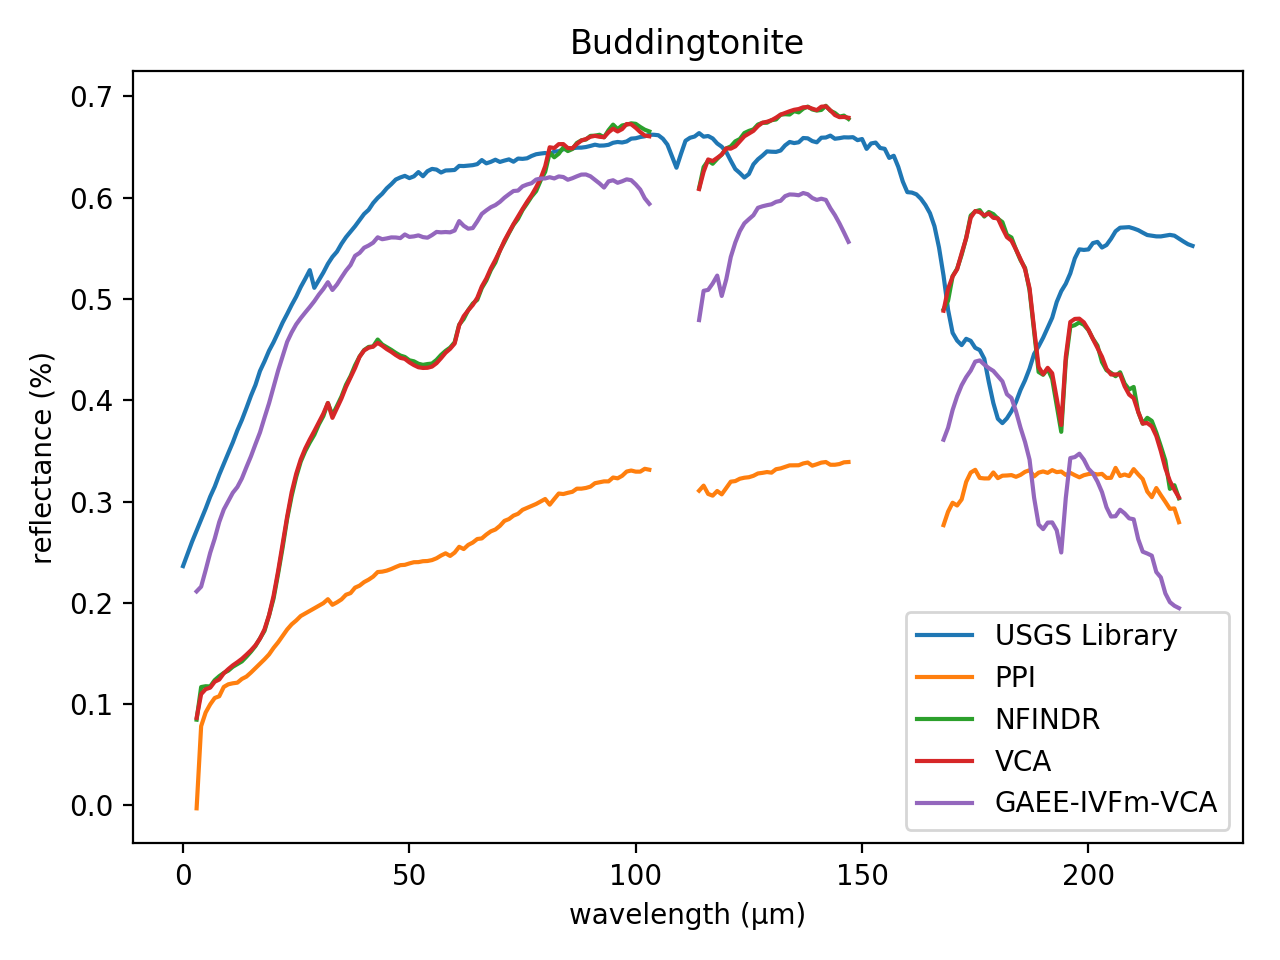 Buddingtonite
0.7
0.6
0.5
0.4
0.3
0.2
0.1
0.0
reflectance (%)
0 50 100 150 200
wavelength (μm)
USGS Library
PPI
NFINDR
VCA
GAEE-IVFm-VCA